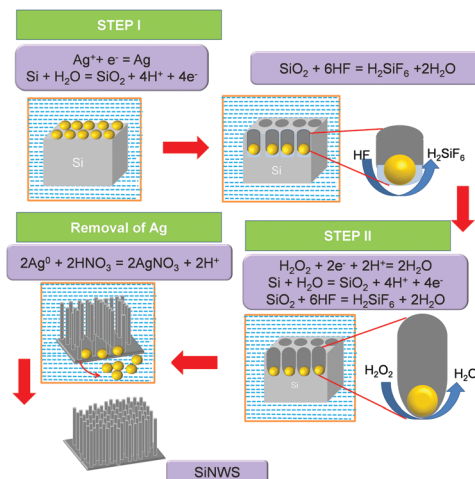 STEP I
Ag⁺+ e⁻ = Ag
Si + H₂O = SiO₂ + 4H⁺ + 4e⁻
SiO₂ + 6HF = H₂SiF₆ +2H₂O
Si
Si
HF
H₂SiF₆
Removal of Ag
2Ag⁰ + 2HNO₃ = 2AgNO₃ + 2H⁺
STEP II
H₂O₂ + 2e⁻ + 2H⁺= 2H₂O
Si + H₂O = SiO₂ + 4H⁺ + 4e⁻
SiO₂ + 6HF = H₂SiF₆ + 2H₂O
Si
H₂O₂
H₂O
SiNWS